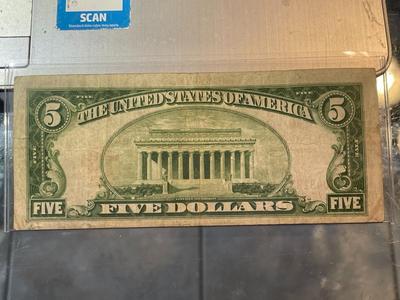 SCAN
5 THE UNITED STATES OF AMERICA 5
FIVE FIVE DOLLARS FIVE